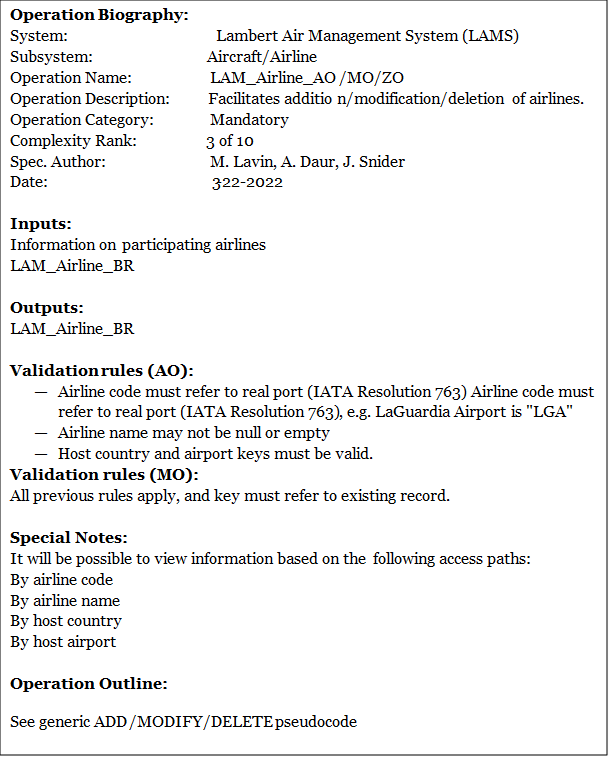 Operation Biography:
System: Lambert Air Management System (LAMS)
Subsystem: Aircraft/Airline
Operation Name: LAM_Airline_AO /MO/ZO
Operation Description: Facilitates additio n/modification/deletion of airlines.
Operation Category: Mandatory
Complexity Rank: 3 of 10
Spec. Author: M. Lavin, A. Daur, J. Snider
Date: 322-2022
Inputs:
Information on participating airlines
LAM_Airline_BR
Outputs:
LAM_Airline_BR
Validation rules (AO):
— Airline code must refer to real port (IATA Resolution 763) Airline code must
refer to real port (IATA Resolution 763), e.g. LaGuardia Airport is "LGA"
— Airline name may not be null or empty
— Host country and airport keys must be valid.
Validation rules (MO):
All previous rules apply, and key must refer to existing record.
Special Notes:
It will be possible to view information based on the following access paths:
By airline code
By airline name
By host country
By host airport
Operation Outline:
See generic ADD /MODIFY/DELETE pseudocode